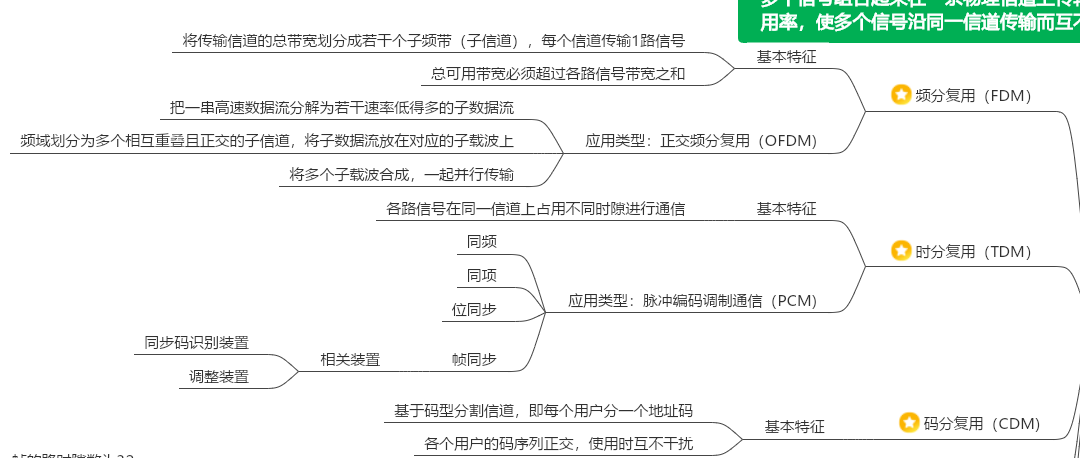 用率，使多个信号沿同一信道传输而互不
将传输信道的总带宽划分成若干个子频带（子信道），每个信道传输1路信号
总可用带宽必须超过各路信号带宽之和
基本特征
频分复用（FDM）
把一串高速数据流分解为若干速率低得多的子数据流
频域划分为多个相互重叠且正交的子信道，将子数据流放在对应的子载波上
将多个子载波合成，一起并行传输
应用类型：正交频分复用（OFDM）
各路信号在同一信道上占用不同时隙进行通信
基本特征
时分复用（TDM）
同频
同项
位同步
应用类型：脉冲编码调制通信（PCM）
同步码识别装置
调整装置
相关装置
帧同步
基于码型分割信道，即每个用户分一个地址码
各个用户的码序列正交，使用时互不干扰
基本特征
码分复用（CDM）